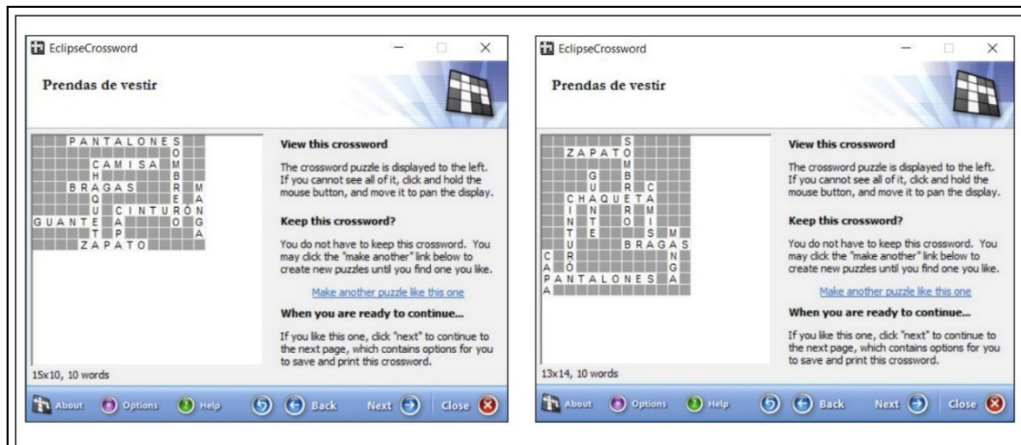 EclipseCrossword
Prendas de vestir
PANTALONES
O
CAMISA M
H B
BRAGAS R M
Q E A
U CINTURÓN
GUANTE A O G
T P A
ZAPATO
15x10, 10 words
View this crossword
The crossword puzzle is displayed to the left.
If you cannot see all of it, click and hold the
mouse button, and move it to pan the display.
Keep this crossword?
You do not have to keep this crossword. You
may click the "make another" link below to
create new puzzles until you find one you like.
Make another puzzle like this one
When you are ready to continue...
If you like this one, click "next" to continue to
the next page, which contains options for you
to save and print this crossword.
About Options Help Back Next Close
EclipseCrossword
Prendas de vestir
S
ZAPATO
M
G B
U R C
CHAQUETA
I N R M
N T O I
T E S M
U BRAGAS
C R N
A Ó G
PANTALONES A
A
13x14, 10 words
View this crossword
The crossword puzzle is displayed to the left.
If you cannot see all of it, click and hold the
mouse button, and move it to pan the display.
Keep this crossword?
You do not have to keep this crossword. You
may click the "make another" link below to
create new puzzles until you find one you like.
Make another puzzle like this one
When you are ready to continue...
If you like this one, click "next" to continue to
the next page, which contains options for you
to save and print this crossword.
About Options Help Back Next Close